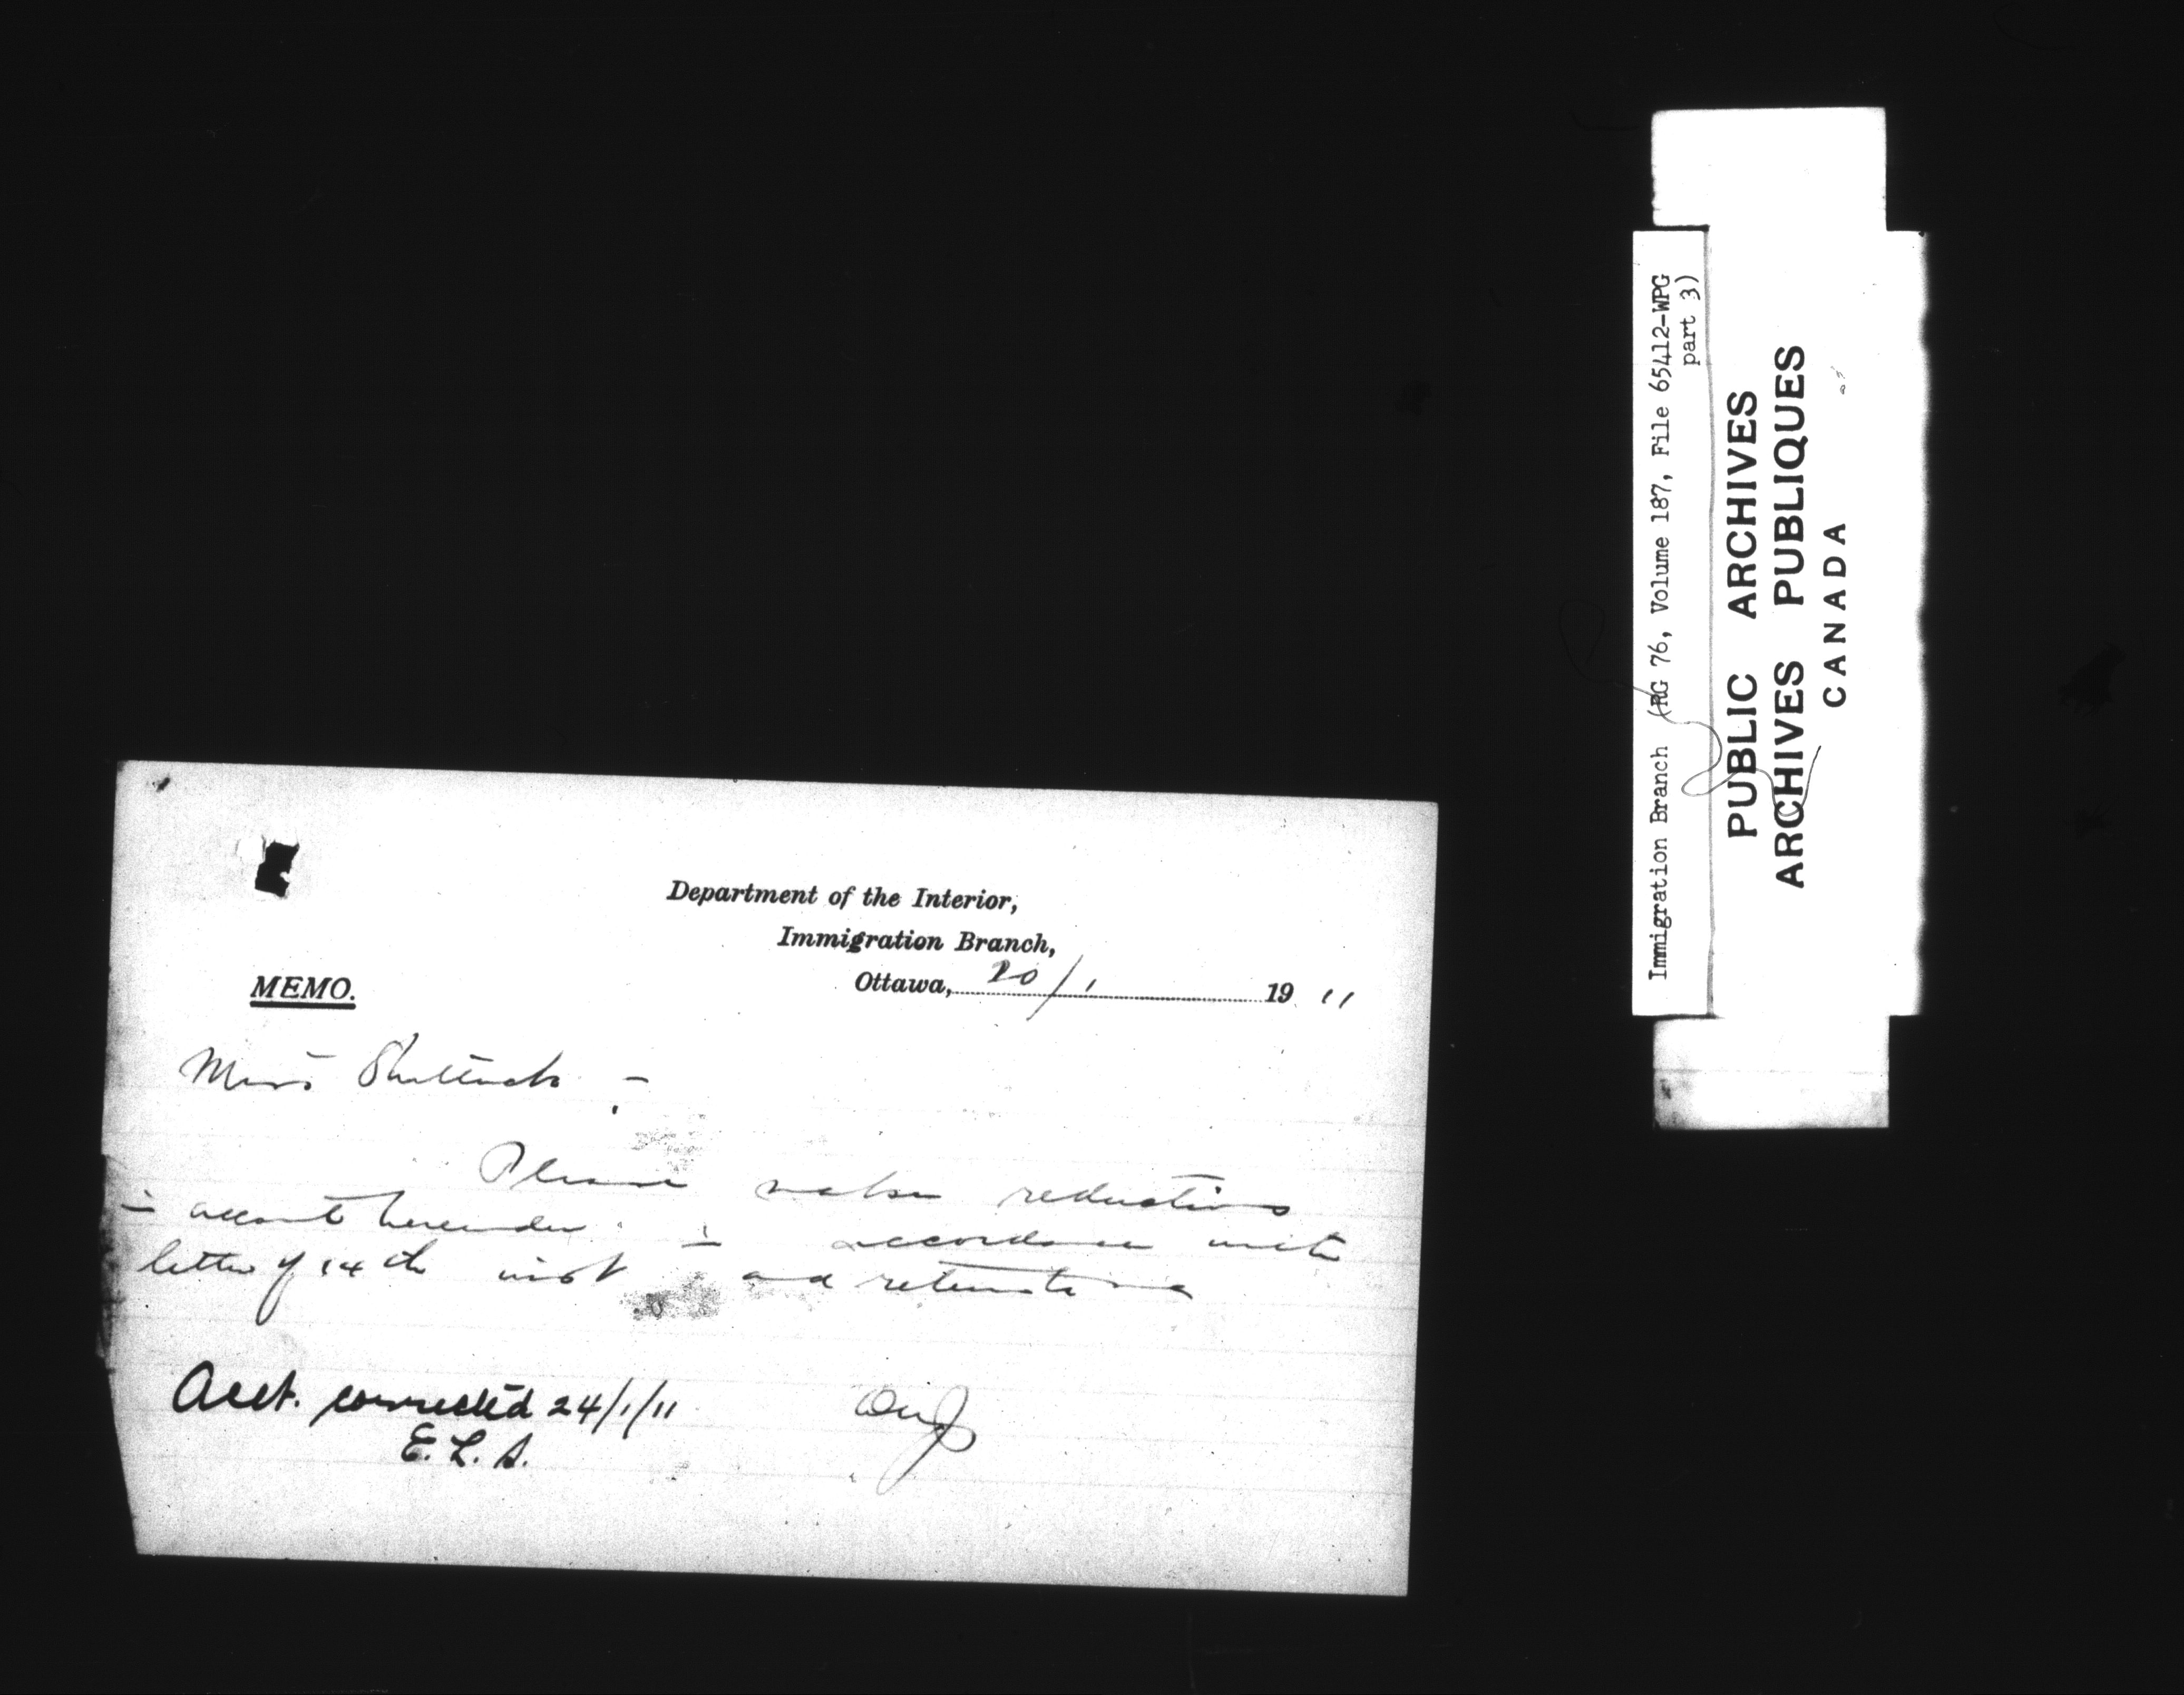 Department of the Interior,
Immigration Branch,
Ottawa, 20/1 1911
MEMO.
Miss Shattuck -
Please make reductions
in account hereunder in accordance with
letter of 14th inst and return to me
Acct. corrected 24/1/11
E. L. S.
Immigration Branch (RG 76, Volume 187, File 65412-WPG
part 3)
PUBLIC ARCHIVES
ARCHIVES PUBLIQUES
CANADA